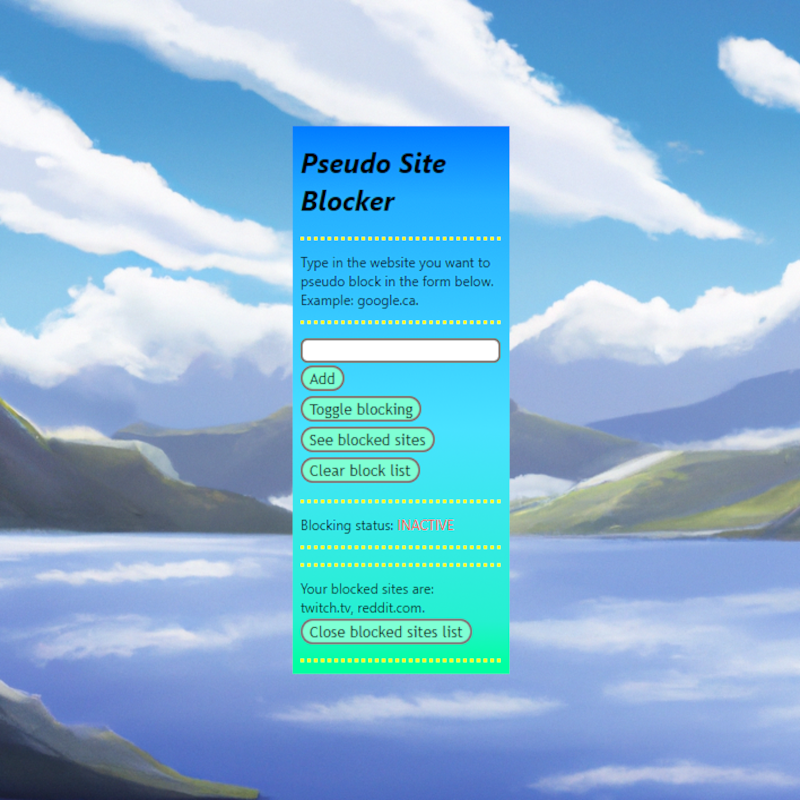 Pseudo Site
Blocker
Type in the website you want to
pseudo block in the form below.
Example: google.ca.
Add
Toggle blocking
See blocked sites
Clear block list
Blocking status: INACTIVE
Your blocked sites are:
twitch.tv, reddit.com.
Close blocked sites list